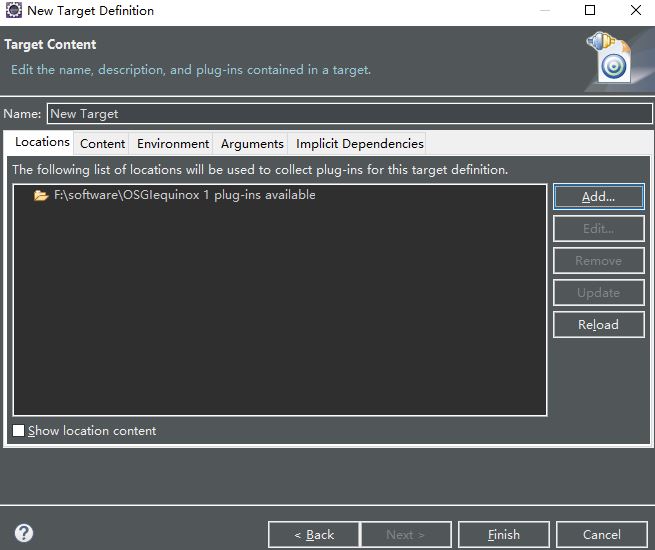 New Target Definition
Target Content
Edit the name, description, and plug-ins contained in a target.
Name: New Target
Locations Content Environment Arguments Implicit Dependencies
The following list of locations will be used to collect plug-ins for this target definition.
F:\software\OSGIequinox 1 plug-ins available
Add...
Edit...
Remove
Update
Reload
Show location content
< Back Next > Finish Cancel